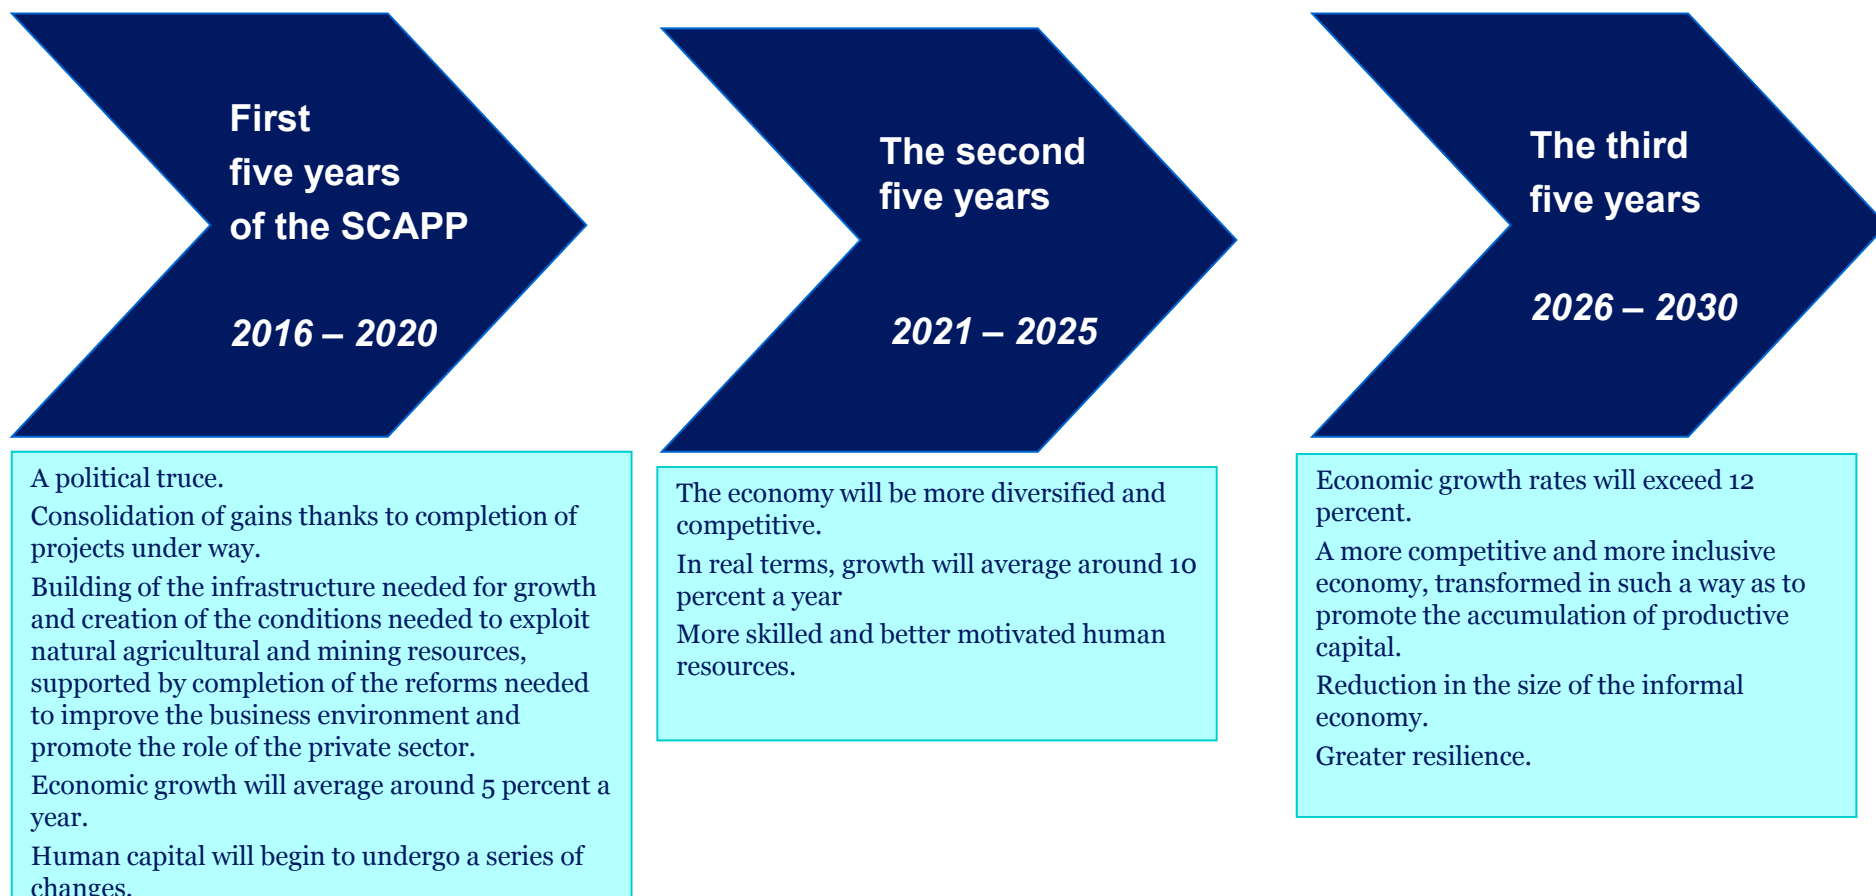 First
five years
of the SCAPP
2016 – 2020
A political truce.
Consolidation of gains thanks to completion of
projects under way.
Building of the infrastructure needed for growth
and creation of the conditions needed to exploit
natural agricultural and mining resources,
supported by completion of the reforms needed
to improve the business environment and
promote the role of the private sector.
Economic growth will average around 5 percent a
year.
Human capital will begin to undergo a series of
changes.
The second
five years
2021 – 2025
The economy will be more diversified and
competitive.
In real terms, growth will average around 10
percent a year
More skilled and better motivated human
resources.
The third
five years
2026 – 2030
Economic growth rates will exceed 12
percent.
A more competitive and more inclusive
economy, transformed in such a way as to
promote the accumulation of productive
capital.
Reduction in the size of the informal
economy.
Greater resilience.